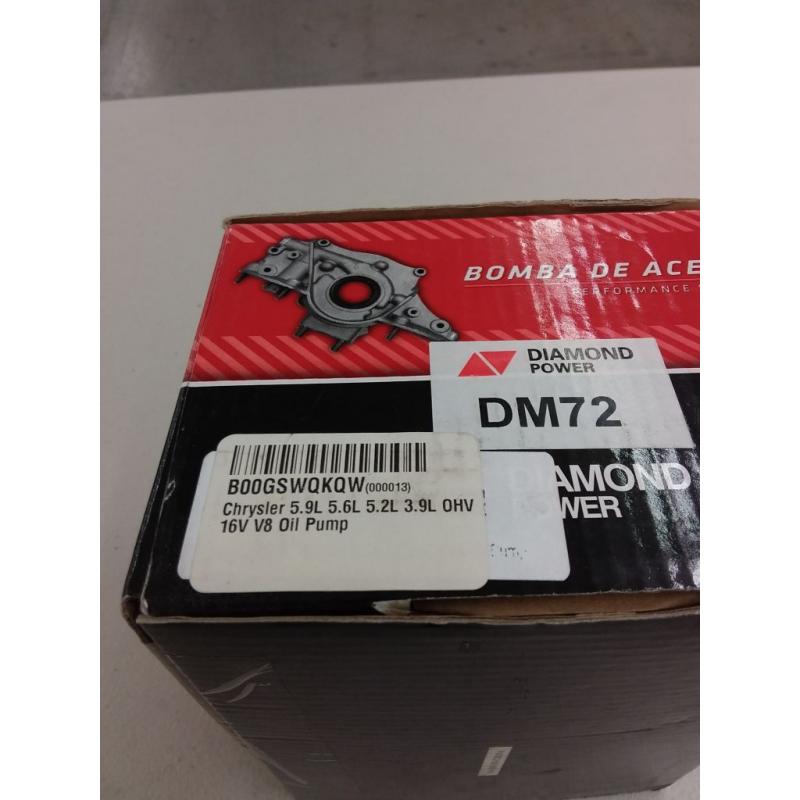 BOMBA DE ACE
PERFORMANCE
DIAMOND
POWER
DM72
B00GSWQKQW(000013)
Chrysler 5.9L 5.6L 5.2L 3.9L OHV
16V V8 Oil Pump
DIAMOND
POWER